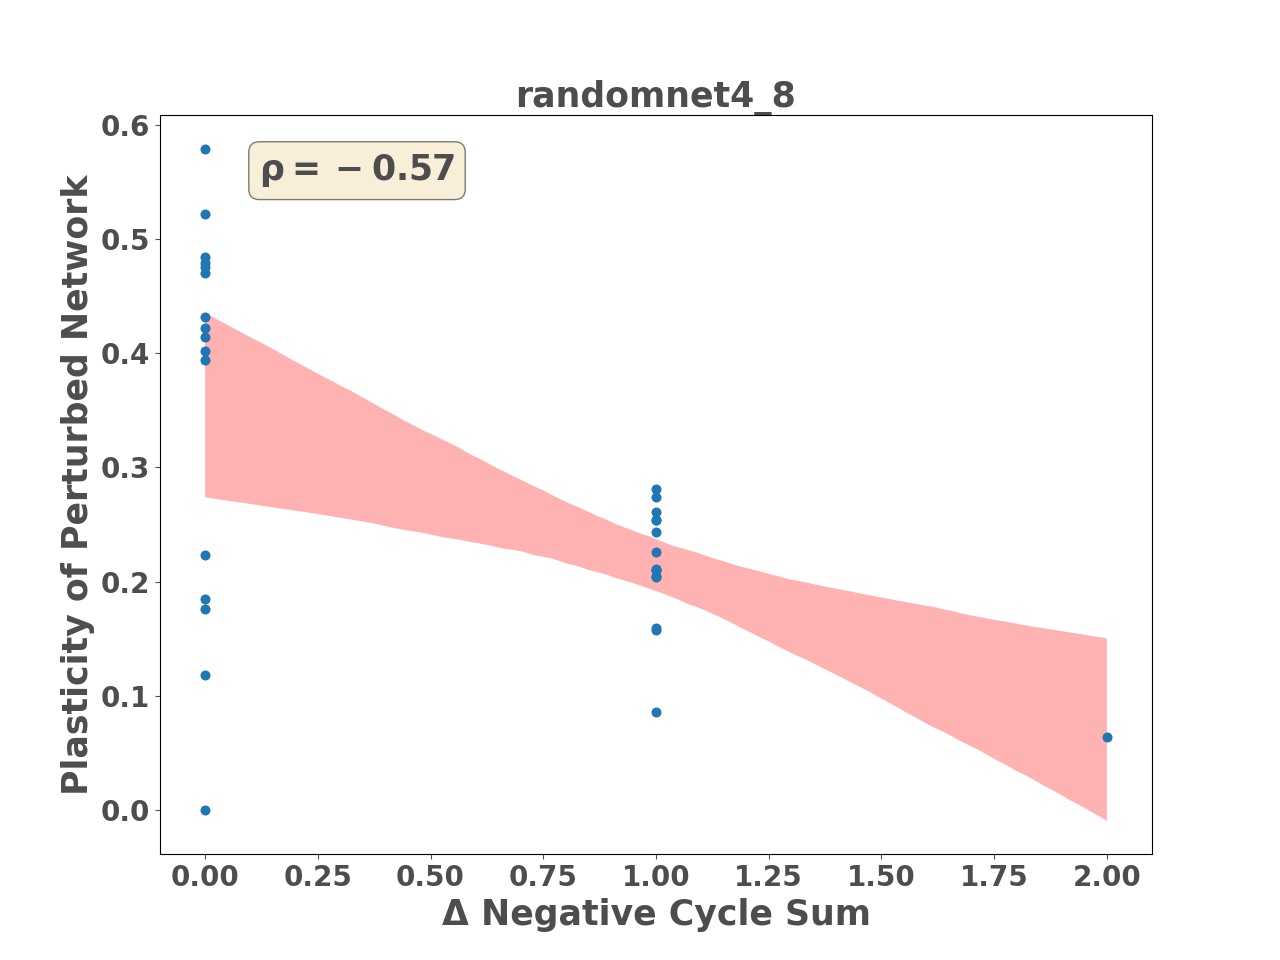 randomnet4_8
ρ = − 0.57
Plasticity of Perturbed Network
0.6
0.5
0.4
0.3
0.2
0.1
0.0
0.00 0.25 0.50 0.75 1.00 1.25 1.50 1.75 2.00
Δ Negative Cycle Sum